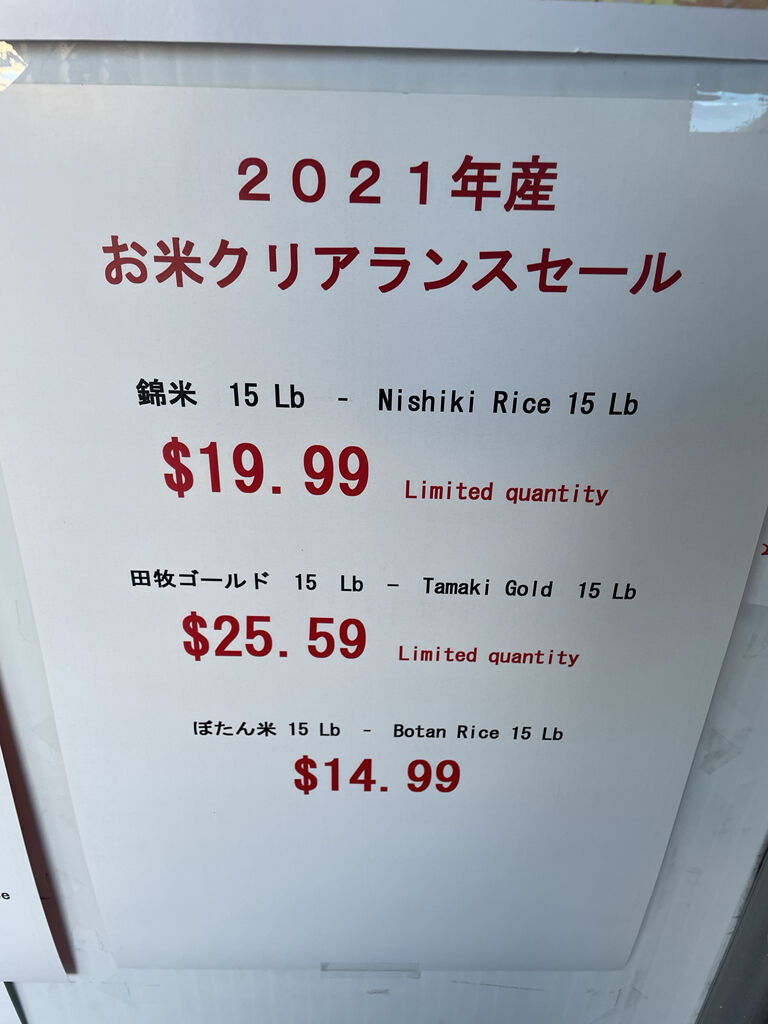 ２０２１年産
お米クリアランスセール
錦米 15 Lb - Nishiki Rice 15 Lb
$19.99 Limited quantity
田牧ゴールド 15 Lb - Tamaki Gold 15 Lb
$25.59 Limited quantity
ぼたん米 15 Lb - Botan Rice 15 Lb
$14.99